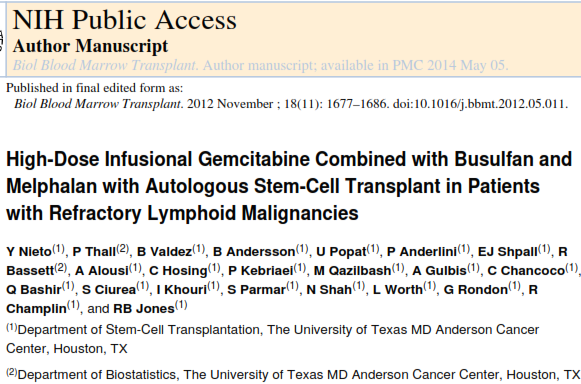 NIH Public Access
Author Manuscript
Biol Blood Marrow Transplant. Author manuscript; available in PMC 2014 May 05.
Published in final edited form as:
Biol Blood Marrow Transplant. 2012 November ; 18(11): 1677–1686. doi:10.1016/j.bbmt.2012.05.011.
High-Dose Infusional Gemcitabine Combined with Busulfan and
Melphalan with Autologous Stem-Cell Transplant in Patients
with Refractory Lymphoid Malignancies
Y Nieto(1), P Thall(2), B Valdez(1), B Andersson(1), U Popat(1), P Anderlini(1), EJ Shpall(1), R
Bassett(2), A Alousi(1), C Hosing(1), P Kebriaei(1), M Qazilbash(1), A Gulbis(1), C Chancoco(1),
Q Bashir(1), S Ciurea(1), I Khouri(1), S Parmar(1), N Shah(1), L Worth(1), G Rondon(1), R
Champlin(1), and RB Jones(1)
(1)Department of Stem-Cell Transplantation, The University of Texas MD Anderson Cancer
Center, Houston, TX
(2)Department of Biostatistics, The University of Texas MD Anderson Cancer Center, Houston, TX